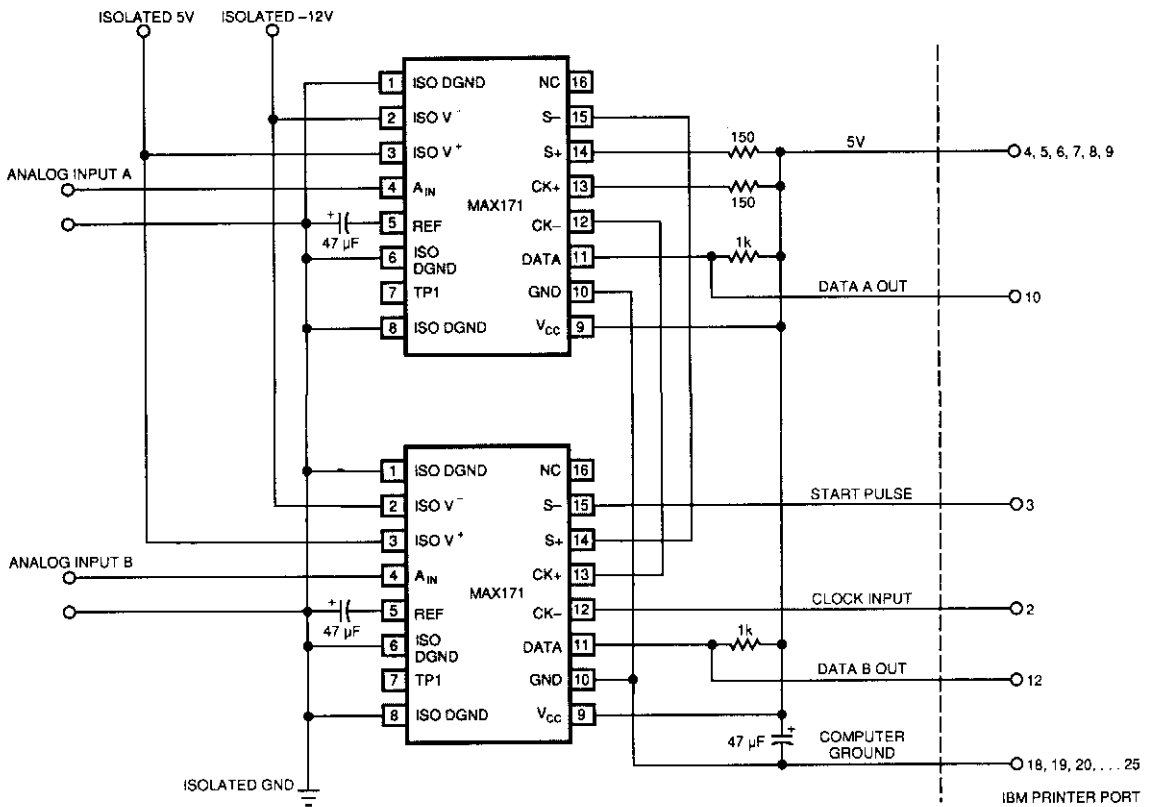 ISOLATED 5V
ISOLATED –12V
1 ISO DGND NC 16
2 ISO V⁻ S– 15
3 ISO V⁺ S+ 14
150
5V
4, 5, 6, 7, 8, 9
ANALOG INPUT A
4 AIN CK+ 13
150
MAX171
5 REF CK– 12
+
47 µF
6 ISO DGND DATA 11
1k
7 TP1 GND 10
DATA A OUT
10
8 ISO DGND VCC 9
1 ISO DGND NC 16
2 ISO V⁻ S– 15
START PULSE
3
3 ISO V⁺ S+ 14
ANALOG INPUT B
4 AIN CK+ 13
MAX171
5 REF CK– 12
CLOCK INPUT
2
+
47 µF
6 ISO DGND DATA 11
1k
7 TP1 GND 10
DATA B OUT
12
8 ISO DGND VCC 9
47 µF
+
COMPUTER
GROUND
18, 19, 20, . . . . 25
ISOLATED GND
IBM PRINTER PORT